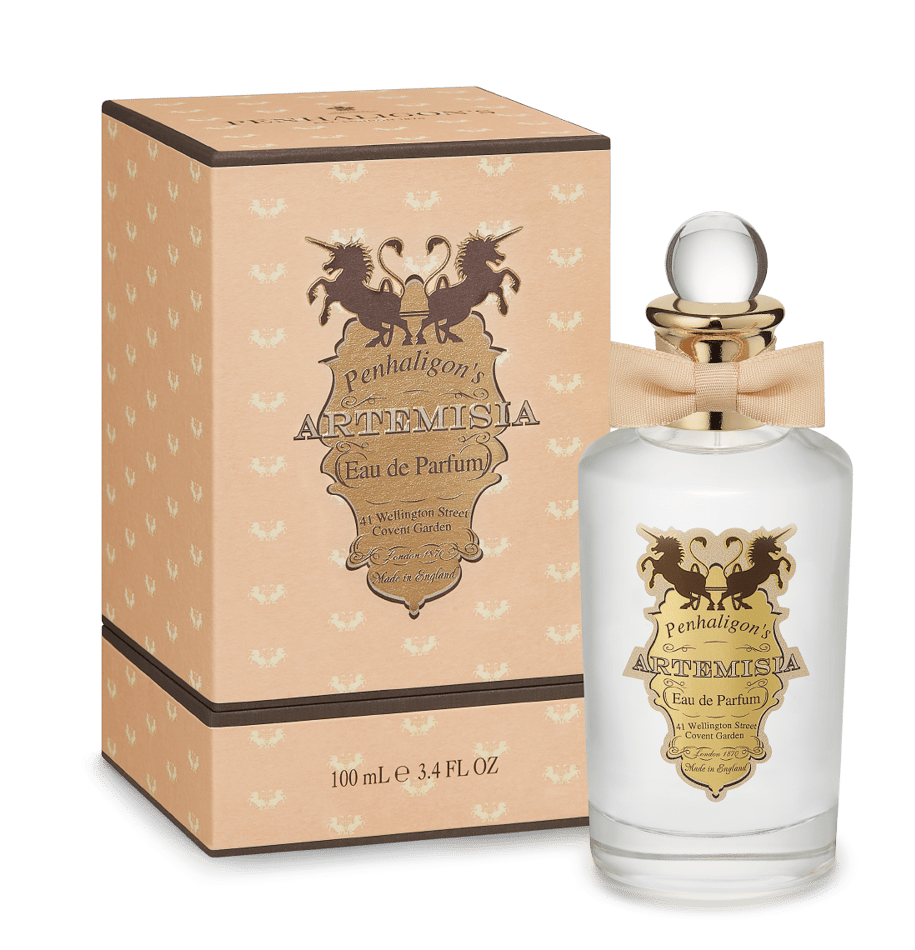 PENHALIGON'S
Penhaligon's
ARTEMISIA
Eau de Parfum
41 Wellington Street
Covent Garden
London 1870
Made in England
100 mL ℮ 3.4 FL OZ
Penhaligon's
ARTEMISIA
Eau de Parfum
41 Wellington Street
Covent Garden
London 1870
Made in England